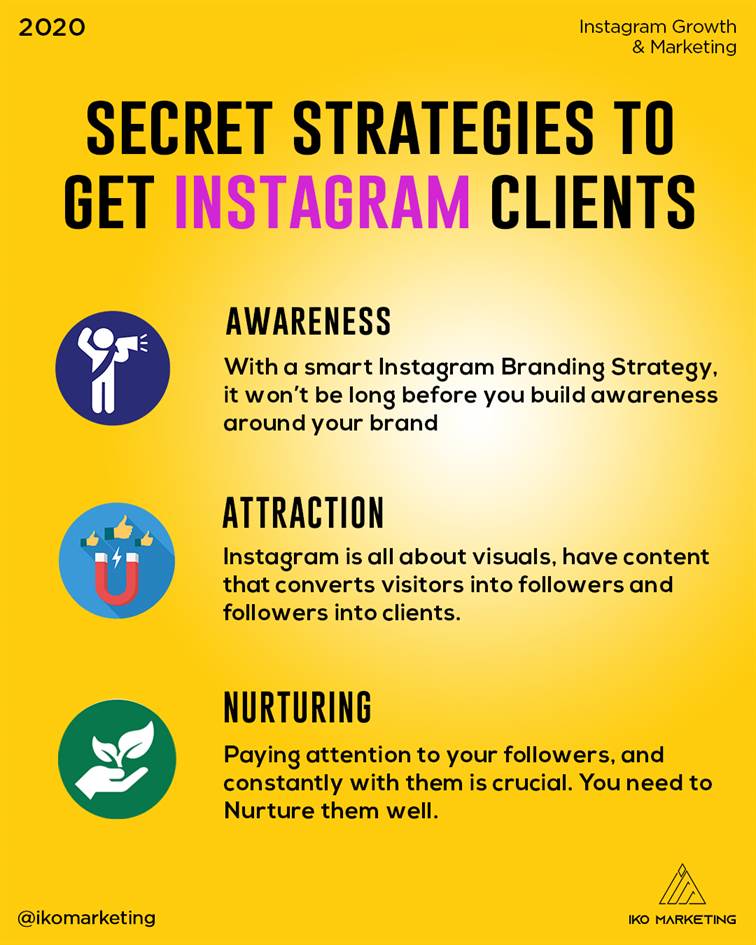 2020
Instagram Growth
& Marketing
SECRET STRATEGIES TO
GET INSTAGRAM CLIENTS
AWARENESS
With a smart Instagram Branding Strategy,
it won't be long before you build awareness
around your brand
ATTRACTION
Instagram is all about visuals, have content
that converts visitors into followers and
followers into clients.
NURTURING
Paying attention to your followers, and
constantly with them is crucial. You need to
Nurture them well.
@ikomarketing
IKO MARKETING